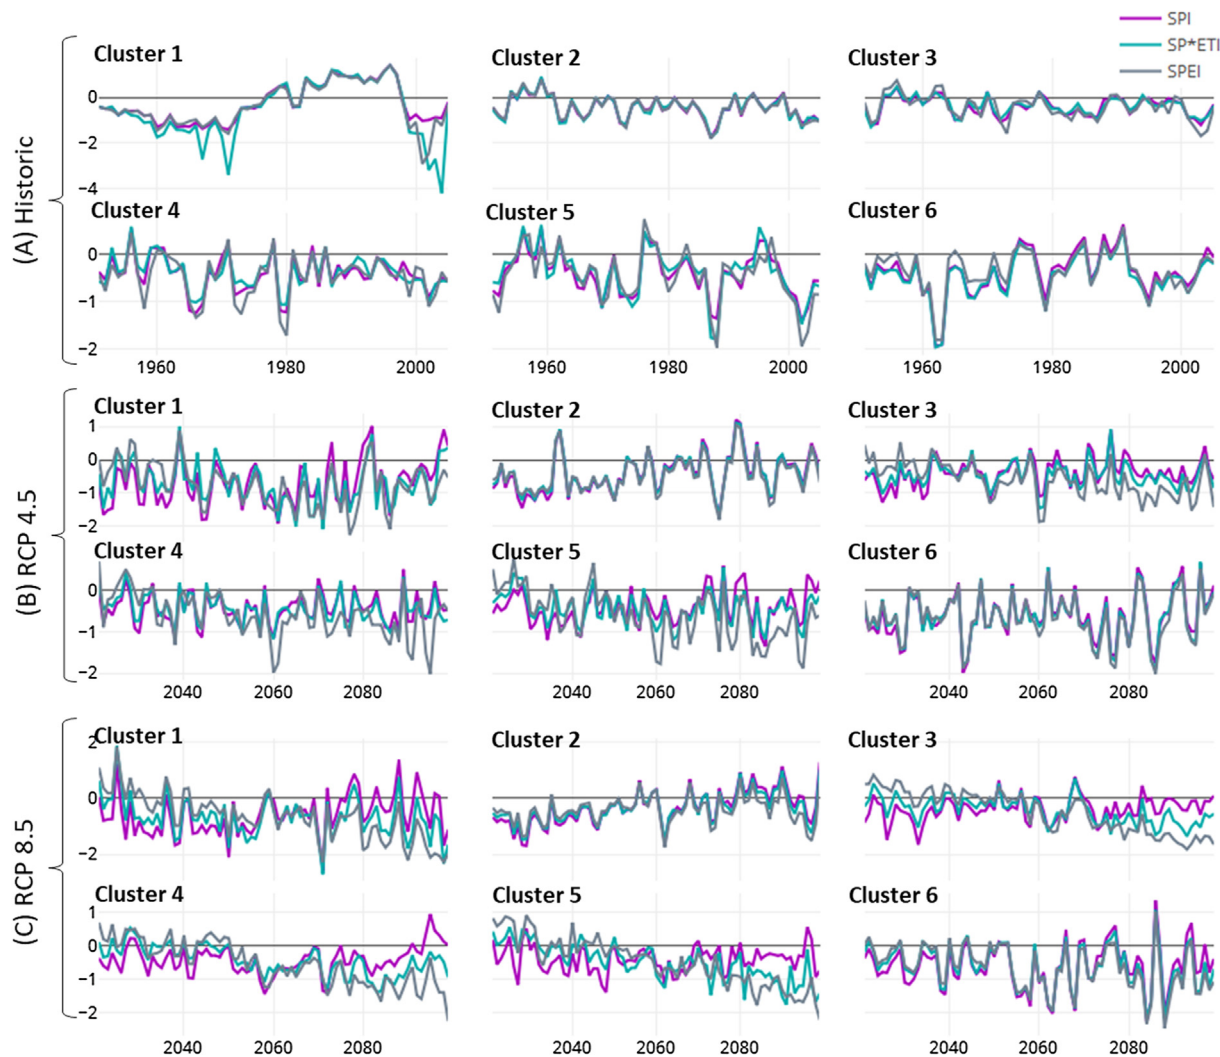 SPI
SP*ETI
SPEI
(A) Historic
Cluster 1
Cluster 2
Cluster 3
0
−2
−4
Cluster 4
Cluster 5
Cluster 6
0
−1
−2
1960
1980
2000
1960
1980
2000
1960
1980
2000
(B) RCP 4.5
Cluster 1
Cluster 2
Cluster 3
1
0
−1
−2
Cluster 4
Cluster 5
Cluster 6
0
−1
−2
2040
2060
2080
2040
2060
2080
2040
2060
2080
(C) RCP 8.5
Cluster 1
Cluster 2
Cluster 3
2
0
−2
Cluster 4
Cluster 5
Cluster 6
1
0
−1
−2
2040
2060
2080
2040
2060
2080
2040
2060
2080